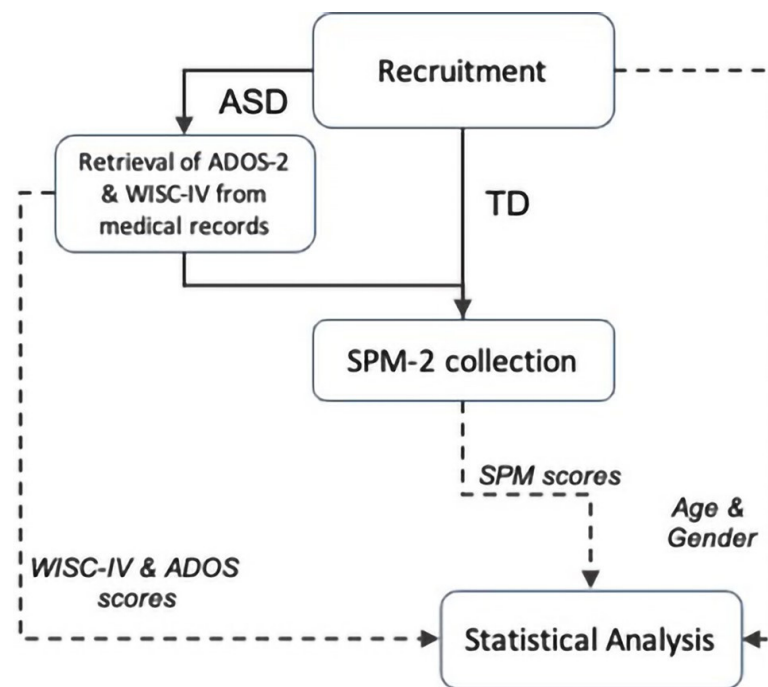 Recruitment
ASD
Retrieval of ADOS-2
& WISC-IV from
medical records
TD
SPM-2 collection
SPM scores
Age &
Gender
WISC-IV & ADOS
scores
Statistical Analysis